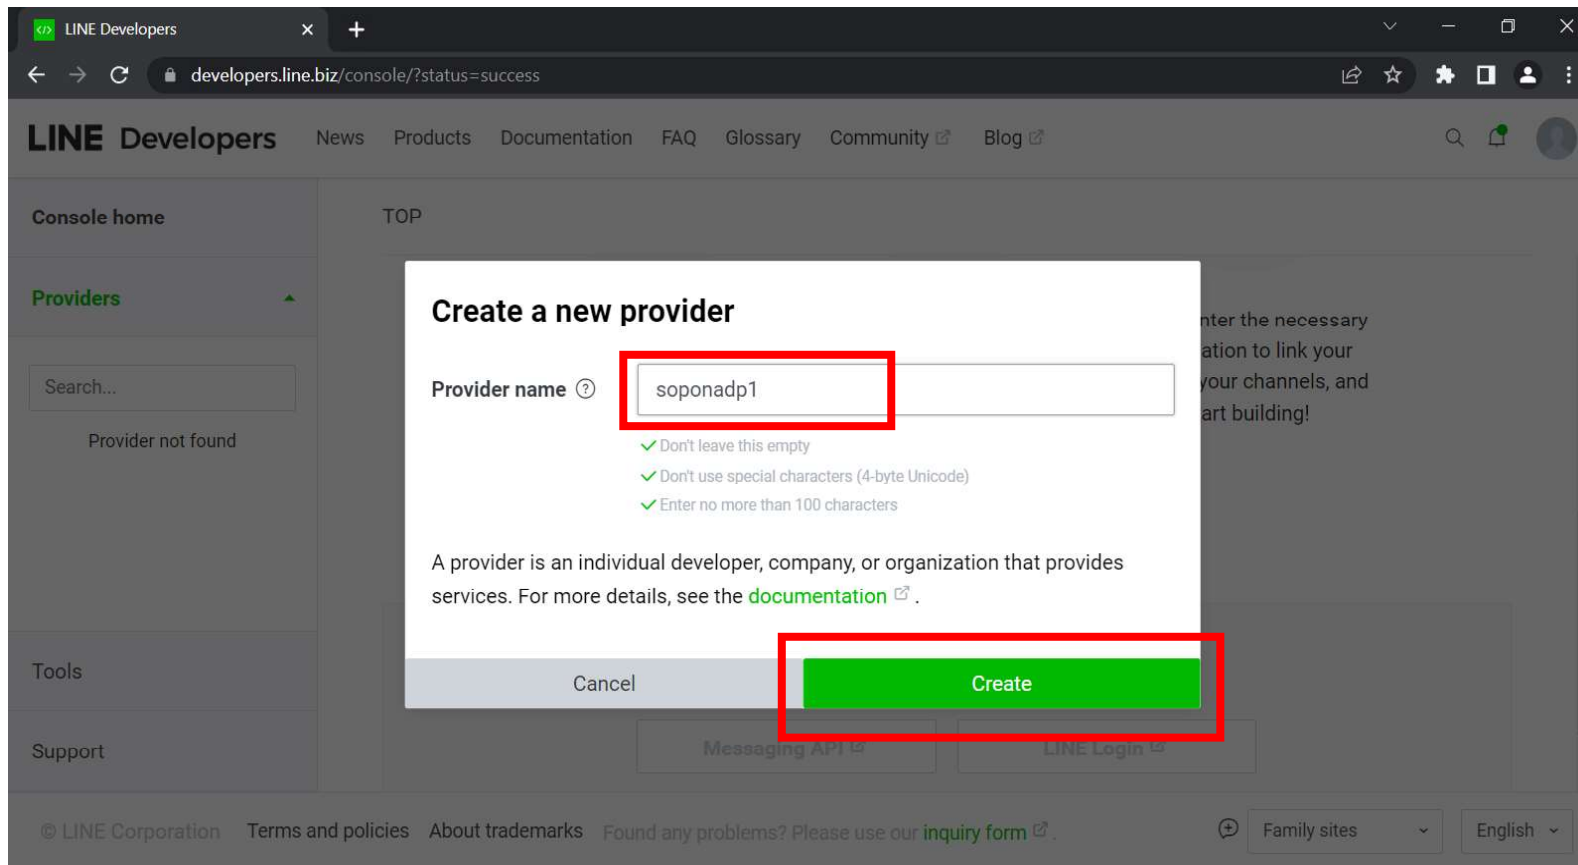 LINE Developers
developers.line.biz/console/?status=success
LINE Developers News Products Documentation FAQ Glossary Community Blog
Console home
TOP
Providers
Search...
Provider not found
Create a new provider
Provider name
soponadp1
Don't leave this empty
Don't use special characters (4-byte Unicode)
Enter no more than 100 characters
A provider is an individual developer, company, or organization that provides
services. For more details, see the documentation .
Cancel
Create
nter the necessary
ation to link your
your channels, and
art building!
Tools
Support
Messaging API
LINE Login
© LINE Corporation Terms and policies About trademarks Found any problems? Please use our inquiry form . Family sites English